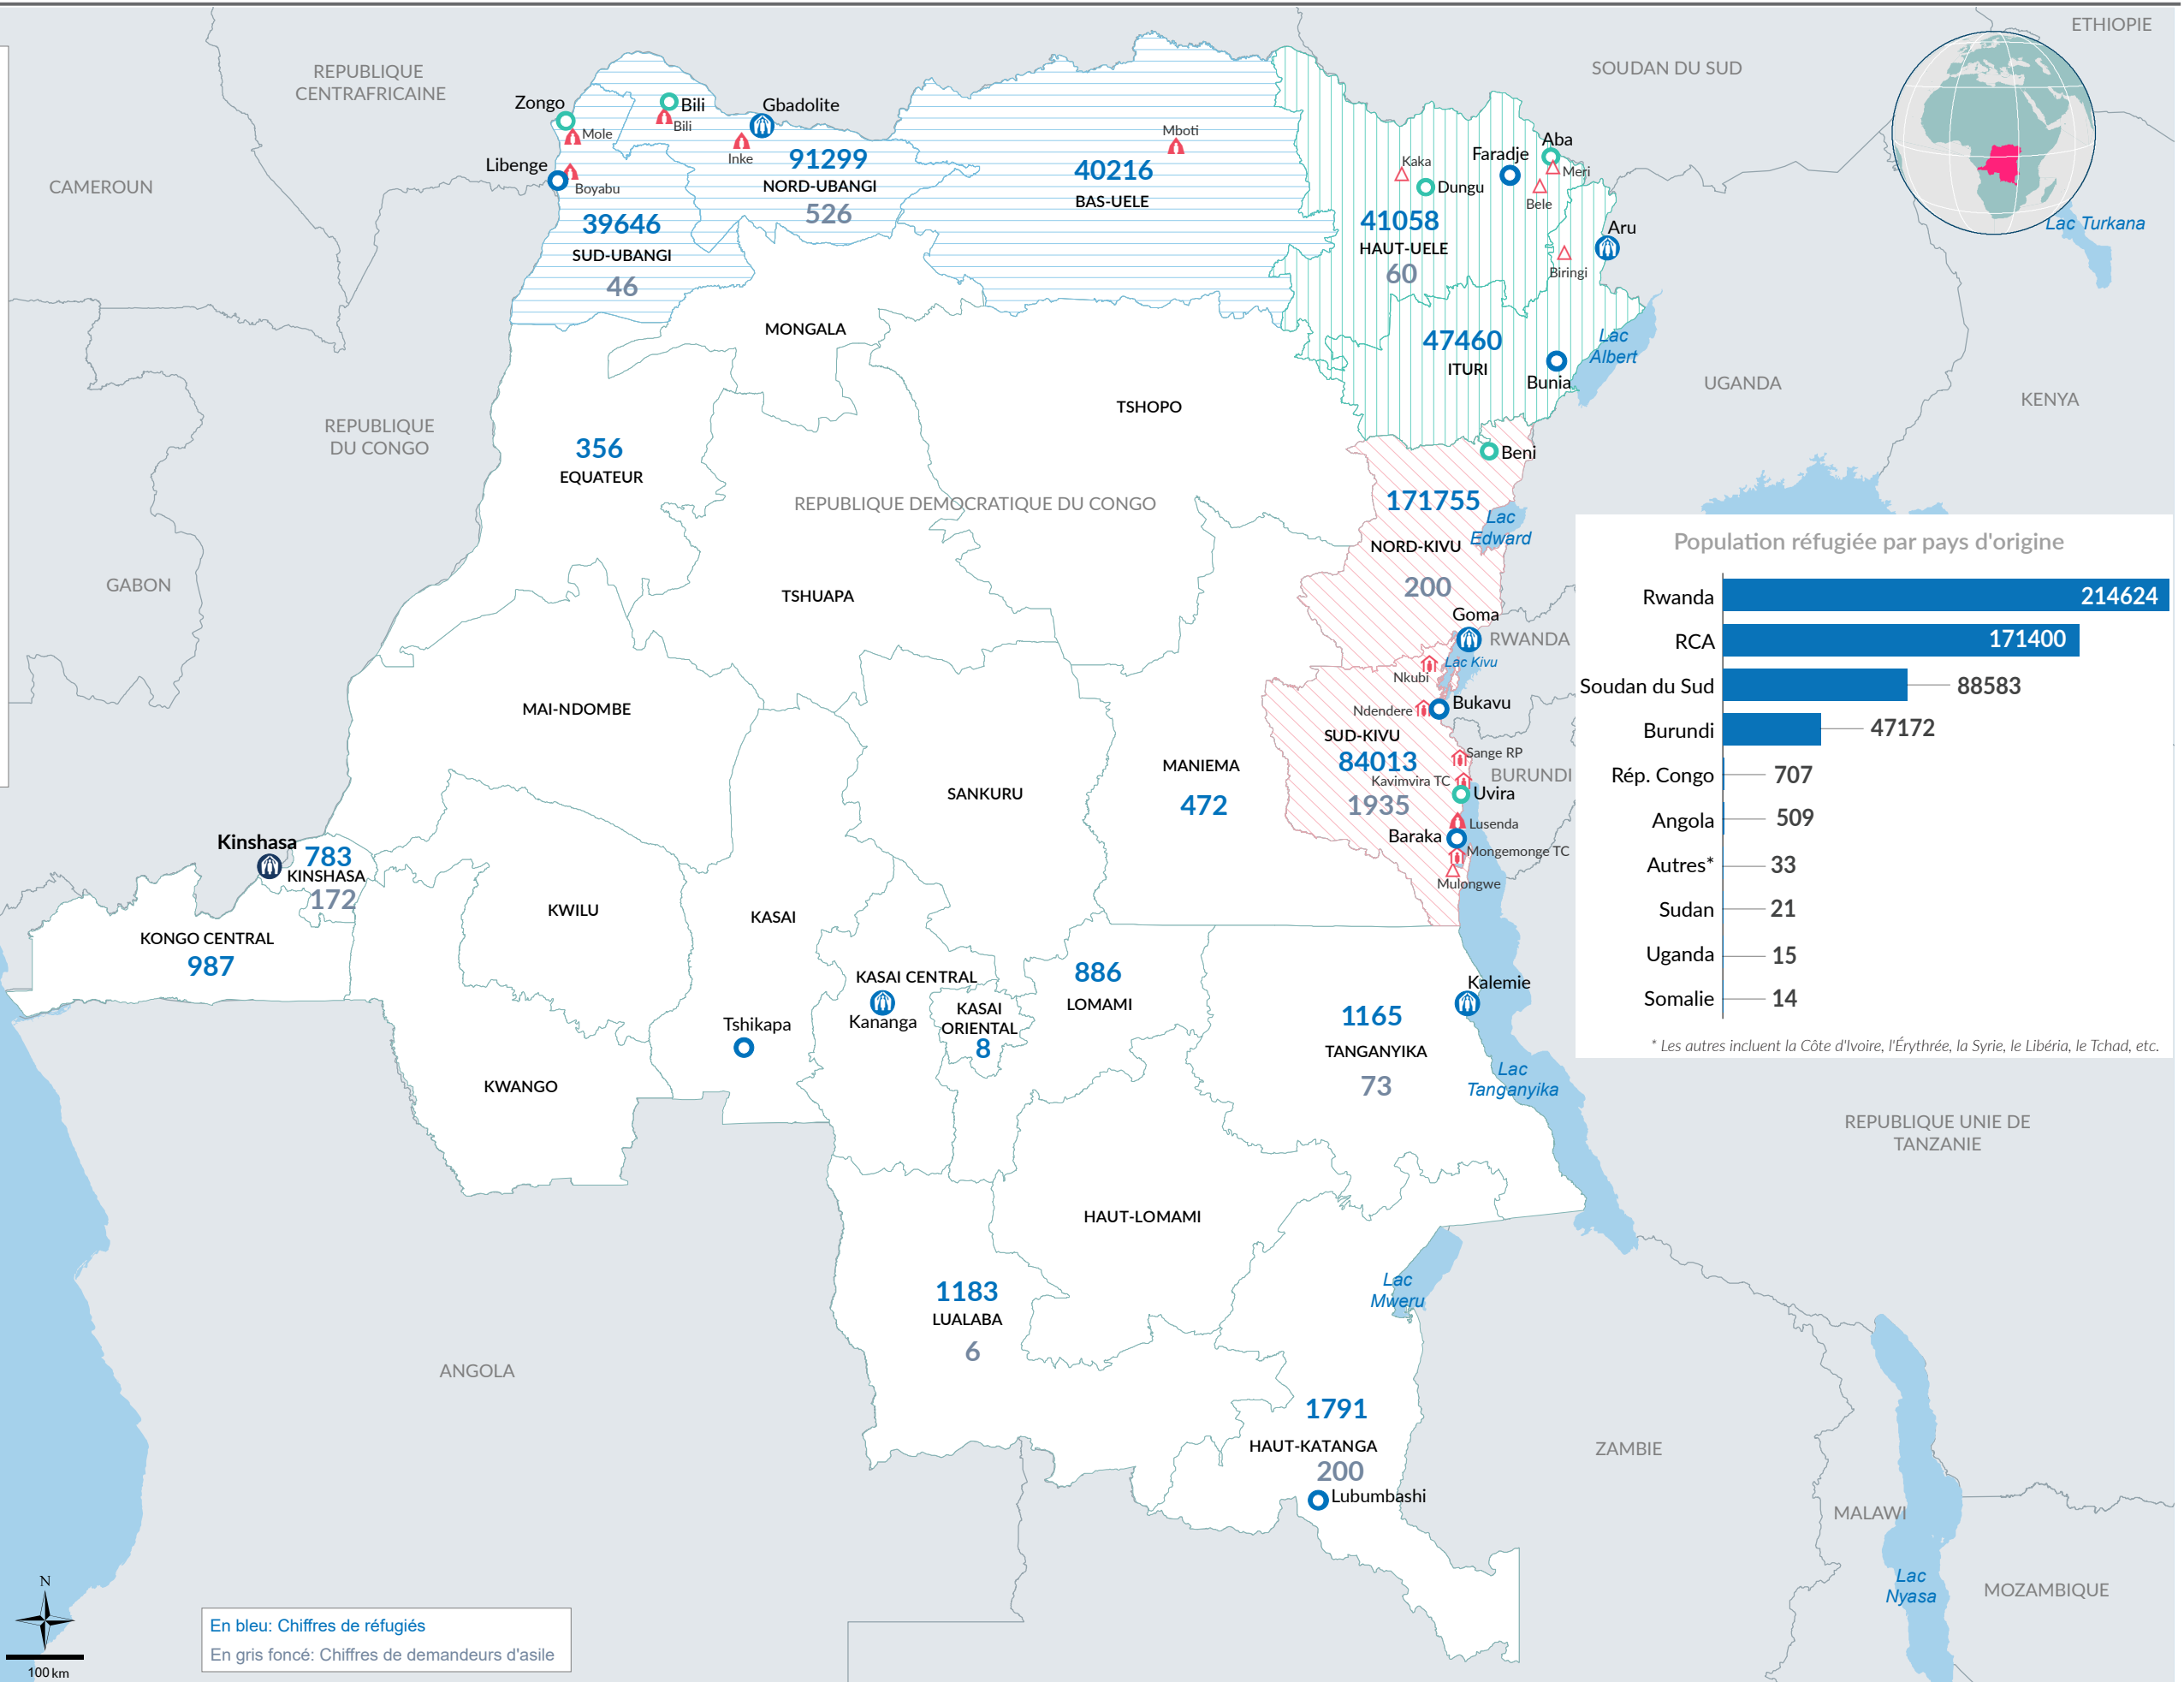 ETHIOPIE
SOUDAN DU SUD
REPUBLIQUE
CENTRAFRICAINE
CAMEROUN
Zongo
Mole
Bili
Bili
Gbadolite
Inke
Libenge
Boyabu
91299
NORD-UBANGI
526
39646
SUD-UBANGI
46
Mboti
40216
BAS-UELE
Aba
Faradje
Kaka
Meri
Dungu
Bele
41058
HAUT-UELE
60
Aru
Biringi
Lac Turkana
47460
ITURI
Bunia
Lac
Albert
UGANDA
KENYA
MONGALA
TSHOPO
REPUBLIQUE
DU CONGO
356
EQUATEUR
Beni
REPUBLIQUE DEMOCRATIQUE DU CONGO
171755
Lac
Edward
NORD-KIVU
200
GABON
TSHUAPA
Goma
RWANDA
Lac Kivu
Nkubi
Bukavu
Ndendere
SUD-KIVU
84013
1935
Sange RP
Kavimvira TC
BURUNDI
Uvira
Lusenda
Baraka
Mongemonge TC
Mulongwe
MAI-NDOMBE
MANIEMA
472
SANKURU
Kinshasa
783
KINSHASA
172
KWILU
KASAI
KONGO CENTRAL
987
KASAI CENTRAL
Kananga
KASAI
ORIENTAL
8
886
LOMAMI
Kalemie
1165
TANGANYIKA
73
Lac
Tanganyika
Tshikapa
KWANGO
REPUBLIQUE UNIE DE
TANZANIE
HAUT-LOMAMI
1183
LUALABA
6
Lac
Mweru
ANGOLA
1791
HAUT-KATANGA
200
Lubumbashi
ZAMBIE
MALAWI
Lac
Nyasa
MOZAMBIQUE
Population réfugiée par pays d'origine
Rwanda 214624
RCA 171400
Soudan du Sud 88583
Burundi 47172
Rép. Congo 707
Angola 509
Autres* 33
Sudan 21
Uganda 15
Somalie 14
* Les autres incluent la Côte d'Ivoire, l'Érythrée, la Syrie, le Libéria, le Tchad, etc.
N
100 km
En bleu: Chiffres de réfugiés
En gris foncé: Chiffres de demandeurs d'asile